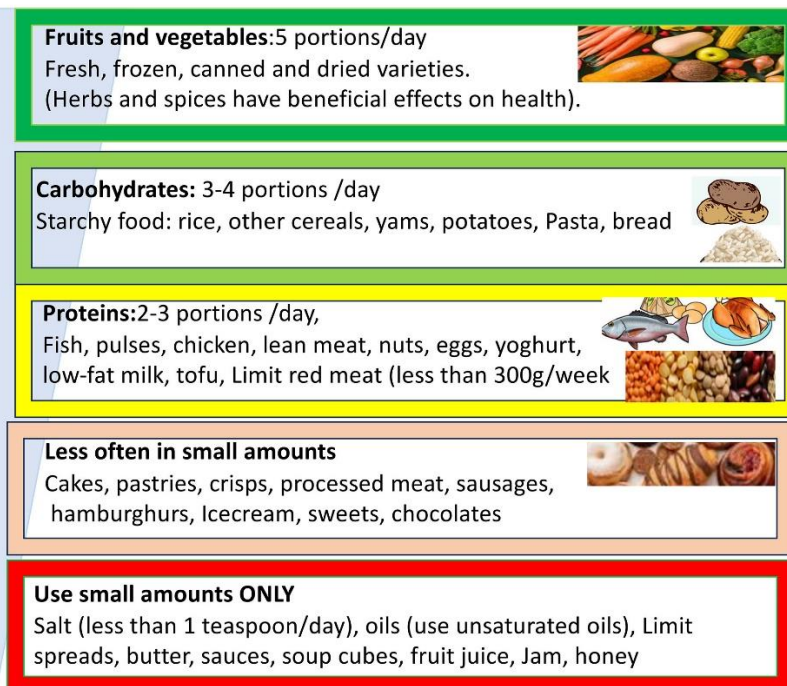 Fruits and vegetables:5 portions/day
Fresh, frozen, canned and dried varieties.
(Herbs and spices have beneficial effects on health).
Carbohydrates: 3-4 portions /day
Starchy food: rice, other cereals, yams, potatoes, Pasta, bread
Proteins:2-3 portions /day,
Fish, pulses, chicken, lean meat, nuts, eggs, yoghurt,
low-fat milk, tofu, Limit red meat (less than 300g/week
Less often in small amounts
Cakes, pastries, crisps, processed meat, sausages,
hamburghurs, Icecream, sweets, chocolates
Use small amounts ONLY
Salt (less than 1 teaspoon/day), oils (use unsaturated oils), Limit
spreads, butter, sauces, soup cubes, fruit juice, Jam, honey